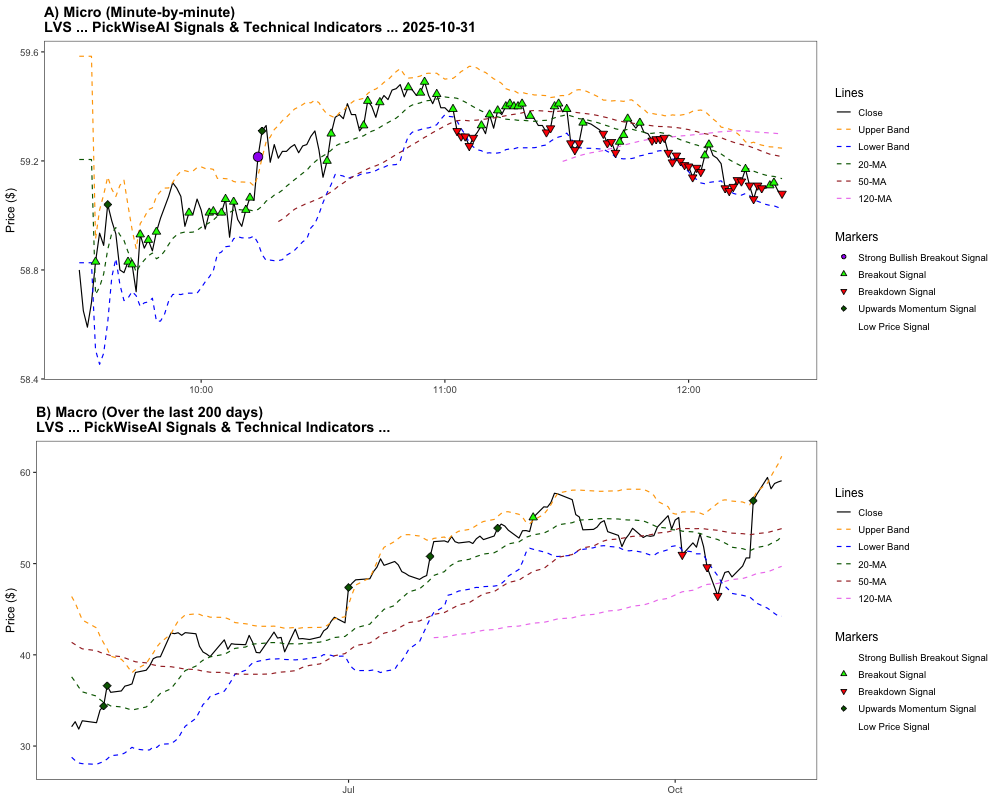 A) Micro (Minute-by-minute)
LVS ... PickWiseAI Signals & Technical Indicators ... 2025-10-31
Price ($)
59.6
59.2
58.8
58.4
10:00
11:00
12:00
Lines
Close
Upper Band
Lower Band
20-MA
50-MA
120-MA
Markers
Strong Bullish Breakout Signal
Breakout Signal
Breakdown Signal
Upwards Momentum Signal
Low Price Signal
B) Macro (Over the last 200 days)
LVS ... PickWiseAI Signals & Technical Indicators ...
Price ($)
60
50
40
30
Jul
Oct
Lines
Close
Upper Band
Lower Band
20-MA
50-MA
120-MA
Markers
Strong Bullish Breakout Signal
Breakout Signal
Breakdown Signal
Upwards Momentum Signal
Low Price Signal